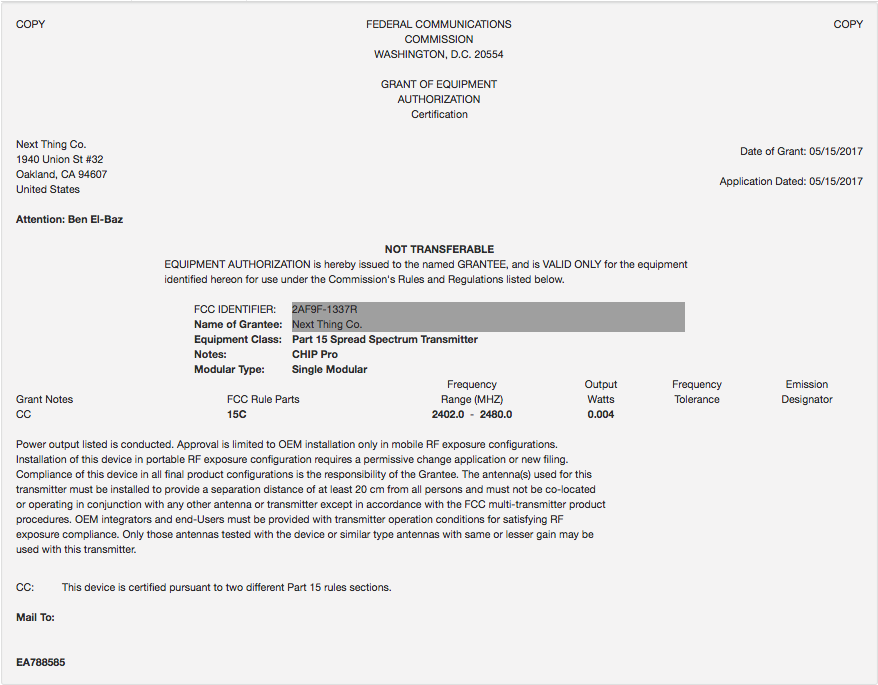 COPY FEDERAL COMMUNICATIONS COPY
COMMISSION
WASHINGTON, D.C. 20554
GRANT OF EQUIPMENT
AUTHORIZATION
Certification
Next Thing Co.
1940 Union St #32
Oakland, CA 94607
United States
Date of Grant: 05/15/2017
Application Dated: 05/15/2017
Attention: Ben El-Baz
NOT TRANSFERABLE
EQUIPMENT AUTHORIZATION is hereby issued to the named GRANTEE, and is VALID ONLY for the equipment
identified hereon for use under the Commission's Rules and Regulations listed below.
FCC IDENTIFIER: 2AF9F-1337R
Name of Grantee: Next Thing Co.
Equipment Class: Part 15 Spread Spectrum Transmitter
Notes: CHIP Pro
Modular Type: Single Modular
Frequency Output Frequency Emission
Grant Notes FCC Rule Parts Range (MHZ) Watts Tolerance Designator
CC 15C 2402.0 - 2480.0 0.004
Power output listed is conducted. Approval is limited to OEM installation only in mobile RF exposure configurations.
Installation of this device in portable RF exposure configuration requires a permissive change application or new filing.
Compliance of this device in all final product configurations is the responsibility of the Grantee. The antenna(s) used for this
transmitter must be installed to provide a separation distance of at least 20 cm from all persons and must not be co-located
or operating in conjunction with any other antenna or transmitter except in accordance with the FCC multi-transmitter product
procedures. OEM integrators and end-Users must be provided with transmitter operation conditions for satisfying RF
exposure compliance. Only those antennas tested with the device or similar type antennas with same or lesser gain may be
used with this transmitter.
CC: This device is certified pursuant to two different Part 15 rules sections.
Mail To:
EA788585